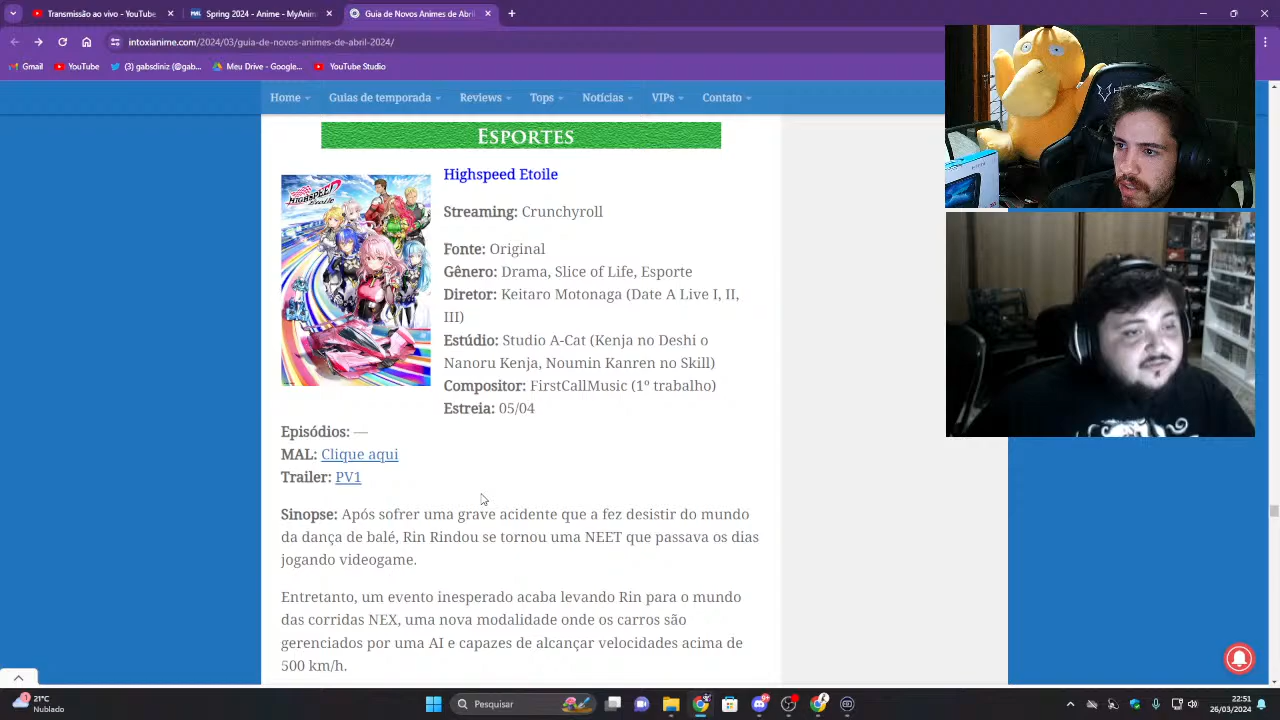 YouTube
MAL
Spring 2024 - Anime
Novos Animes de Abril
intoxianime.com/2024/03/guia-de-novos-animes-de-abril-2024/
Gmail
YouTube
(3) gabsdiniz (@gab...
Meu Drive - Google...
YouTube Studio
Home
Guias de temporada
Reviews
Tops
Notícias
VIPs
Contato
ESPORTES
HIGHSPEED
Etoile
Highspeed Etoile
Streaming: Crunchyroll
Fonte: Original
Gênero: Drama, Slice of Life, Esporte
Diretor: Keitaro Motonaga (Date A Live I, II,
III)
Estúdio: Studio A-Cat (Kenja no Deshi o
Nanoru Kenja, Noumin Kanren no Skill)
Compositor: FirstCallMusic (1º trabalho)
Estreia: 05/04
Episódios: —
MAL: Clique aqui
Trailer: PV1
Sinopse: Após sofrer uma grave acidente que a fez desistir do mundo
da dança de balé, Rin Rindou se tornou uma NEET que passava os dias
jogando videogame.
Entretanto, um evento inesperado acaba levando Rin para o mundo
das corridas NEX, uma nova modalidade onde os carros são
gerenciados por uma AI e capazes de alcançar velocidades acima de
500 km/h.
21°C
Nublado
Pesquisar
22:51
26/03/2024